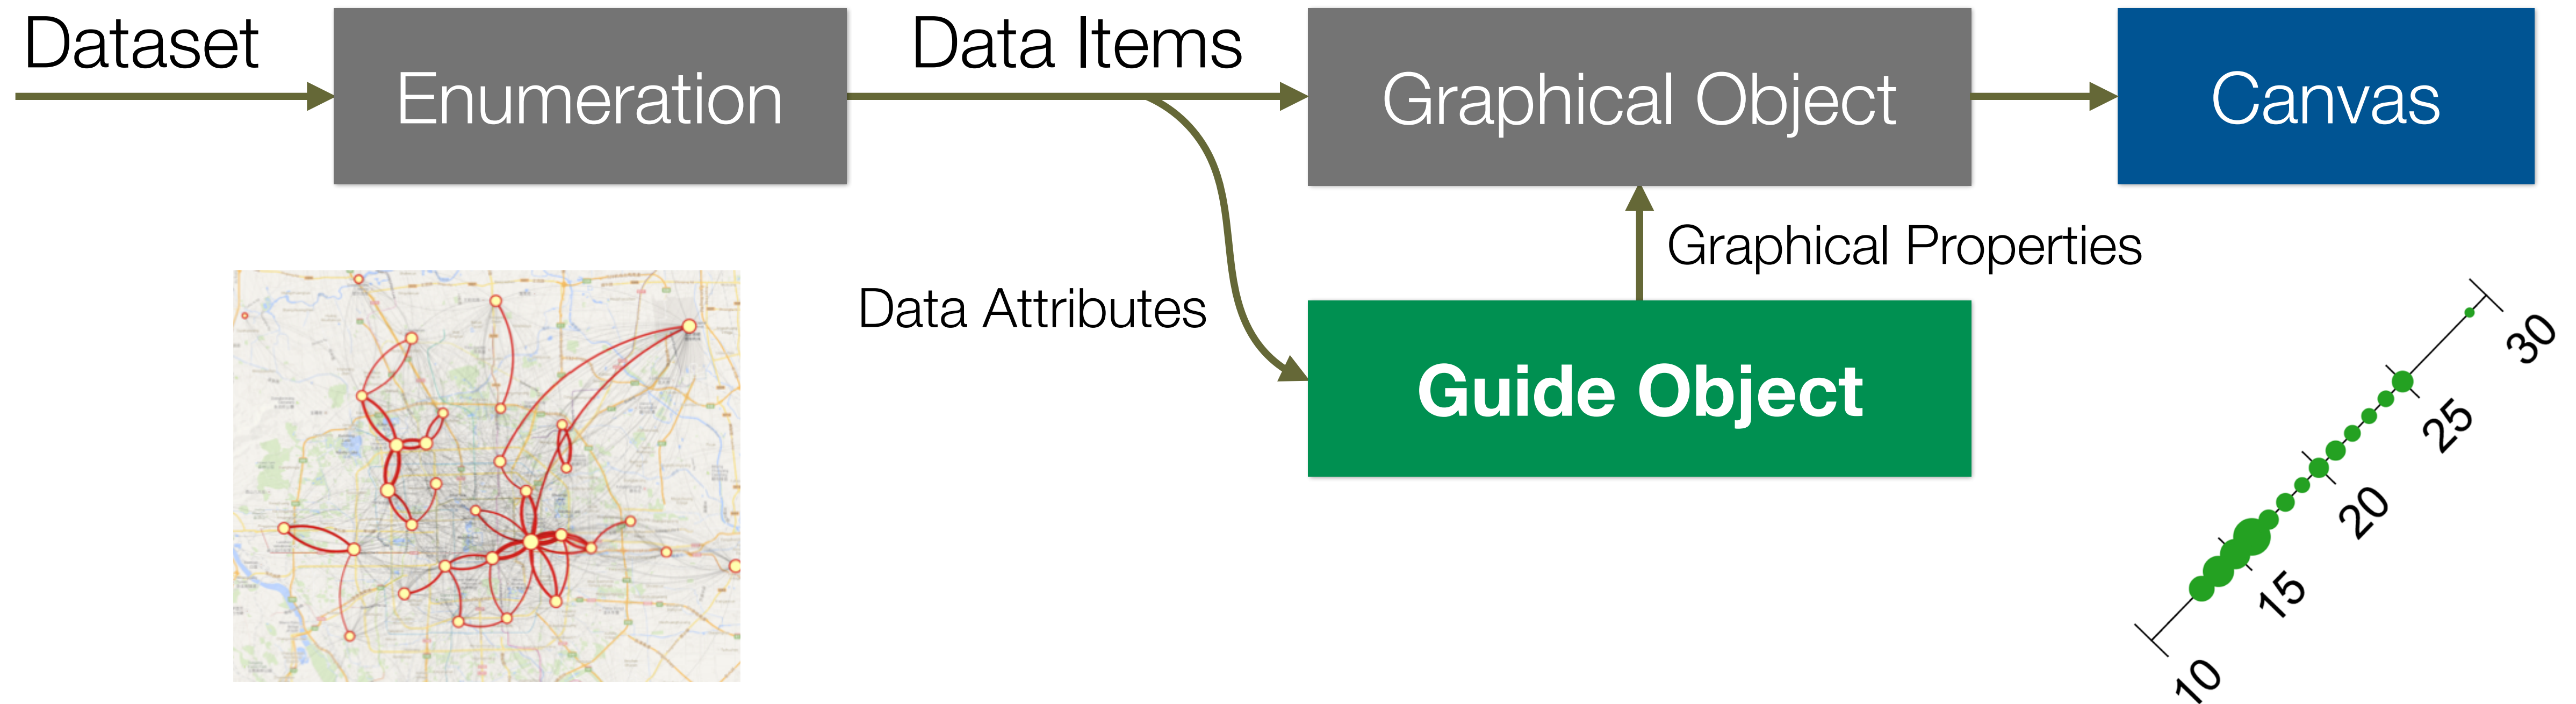 Dataset
Enumeration
Data Items
Graphical Object
Canvas
Graphical Properties
Data Attributes
Guide Object
30
25
20
15
10